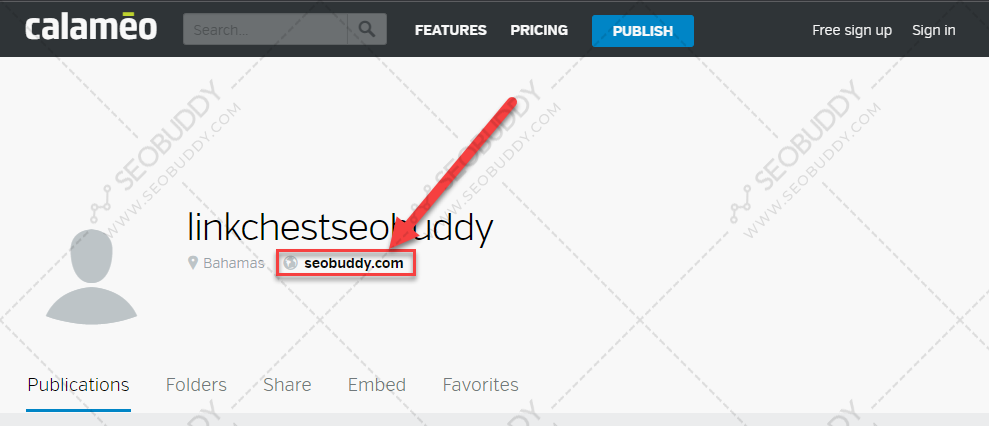 calamēo Search... FEATURES PRICING PUBLISH Free sign up Sign in
SEOBUDDY
WWW.SEOBUDDY.COM
SEOBUDDY
WWW.SEOBUDDY.COM
SEOBUDDY
WWW.SEOBUDDY.COM
linkchestseobuddy
Bahamas seobuddy.com
Publications Folders Share Embed Favorites